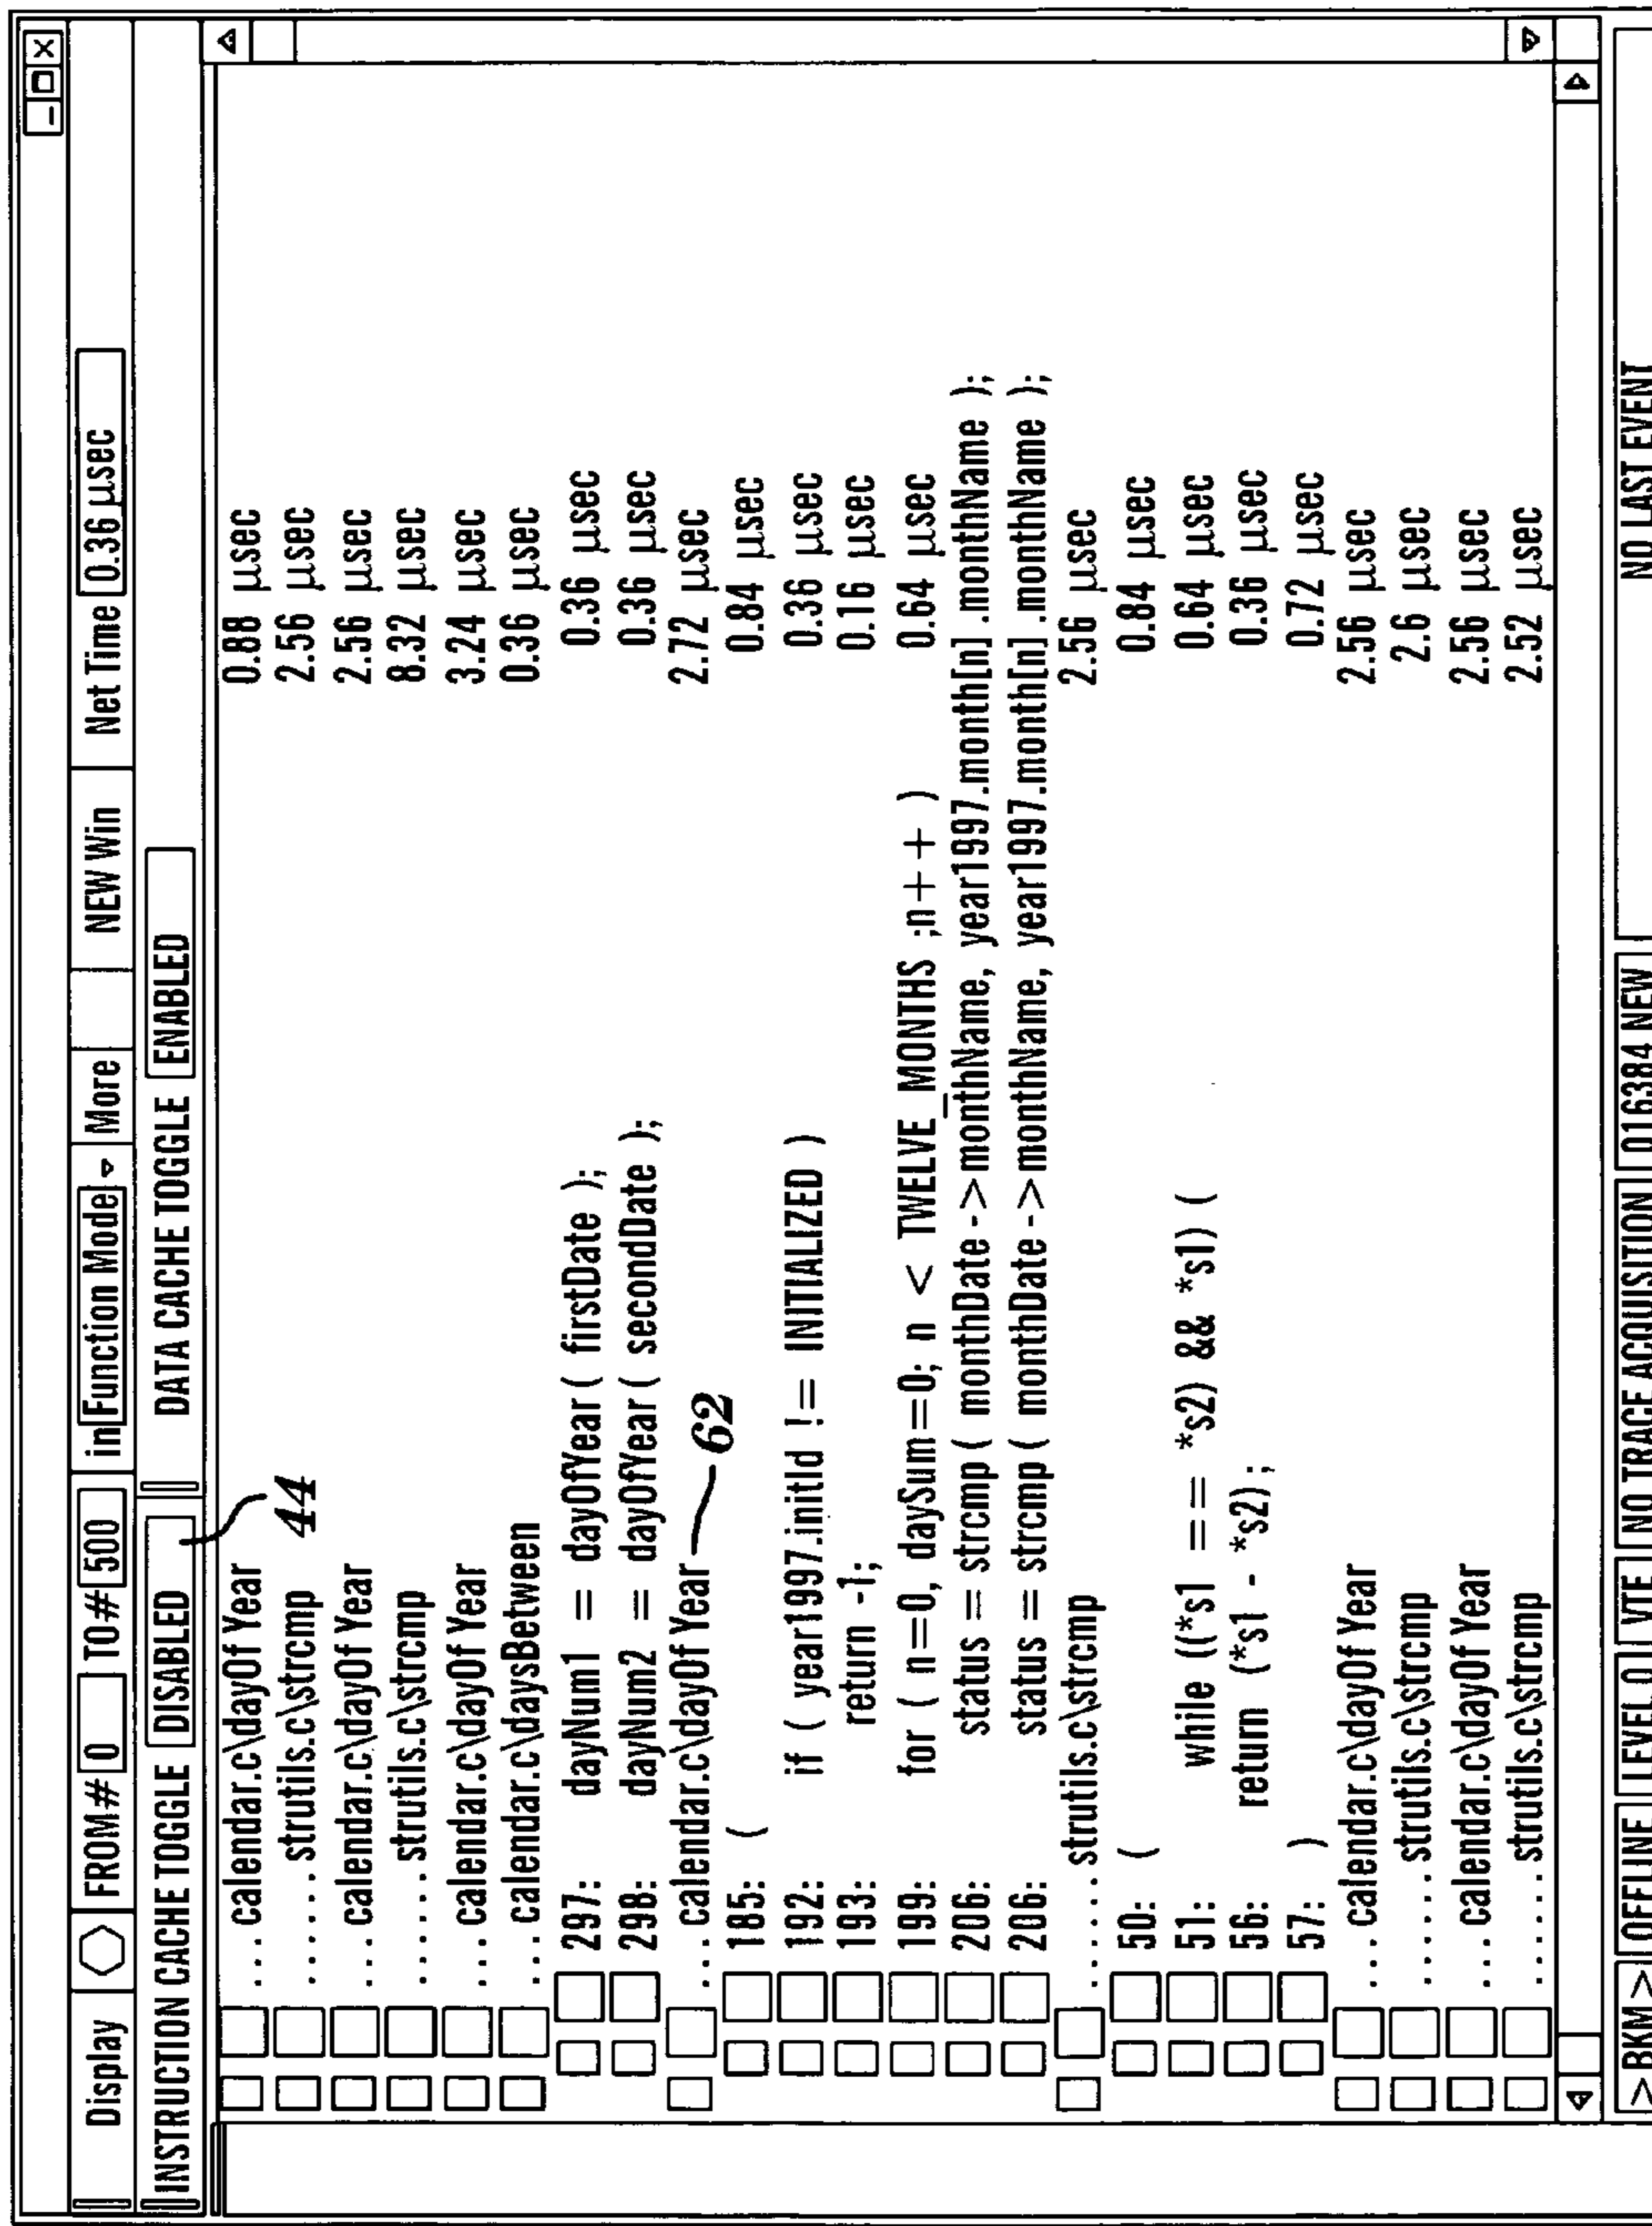 Display FROM# 0 TO# 500 in Function Mode More NEW Win Net Time 0.36 µsec
INSTRUCTION CACHE TOGGLE DISABLED DATA CACHE TOGGLE ENABLED
44
... calendar.c\dayOf Year 0.88 µsec
...... strutils.c\strcmp 2.56 µsec
... calendar.c\dayOf Year 2.56 µsec
...... strutils.c\strcmp 8.32 µsec
... calendar.c\dayOf Year 3.24 µsec
... calendar.c\daysBetween 0.36 µsec
297: dayNum1 = dayOfYear ( firstDate ); 0.36 µsec
298: dayNum2 = dayOfYear ( secondDate ); 0.36 µsec
... calendar.c\dayOf Year 62 2.72 µsec
185: ( 0.84 µsec
192: if ( year1997.initId != INITIALIZED ) 0.36 µsec
193: return -1; 0.16 µsec
199: for ( n=0, daySum=0; n < TWELVE_MONTHS ;n++ ) 0.64 µsec
206: status = strcmp ( monthDate ->monthName, year1997.month[n] .monthName );
206: status = strcmp ( monthDate ->monthName, year1997.month[n] .monthName );
...... strutils.c\strcmp 2.56 µsec
50: ( 0.84 µsec
51: while ((*s1 == *s2) && *s1) ( 0.64 µsec
56: return (*s1 - *s2) ; 0.36 µsec
57: ) 0.72 µsec
... calendar.c\dayOf Year 2.56 µsec
...... strutils.c\strcmp 2.6 µsec
... calendar.c\dayOf Year 2.56 µsec
...... strutils.c\strcmp 2.52 µsec
>BKM> OFFLINE LEVEL 0 VTE NO TRACE ACQUISITION 016384 NEW NO LAST EVENT